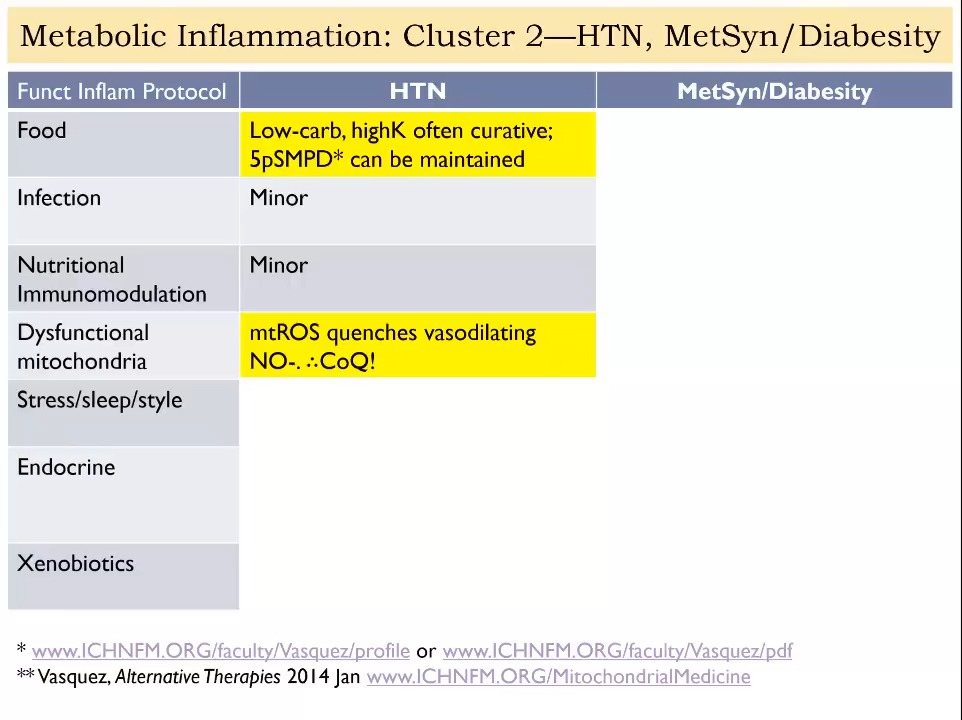 Metabolic Inflammation: Cluster 2—HTN, MetSyn/Diabesity
Funct Inflam Protocol HTN MetSyn/Diabesity
Food
Low-carb, highK often curative;
5pSMPD* can be maintained
Infection
Minor
Nutritional
Immunomodulation
Minor
Dysfunctional
mitochondria
mtROS quenches vasodilating
NO-. ∴CoQ!
Stress/sleep/style
Endocrine
Xenobiotics
* www.ICHNFM.ORG/faculty/Vasquez/profile or www.ICHNFM.ORG/faculty/Vasquez/pdf
** Vasquez, Alternative Therapies 2014 Jan www.ICHNFM.ORG/MitochondrialMedicine